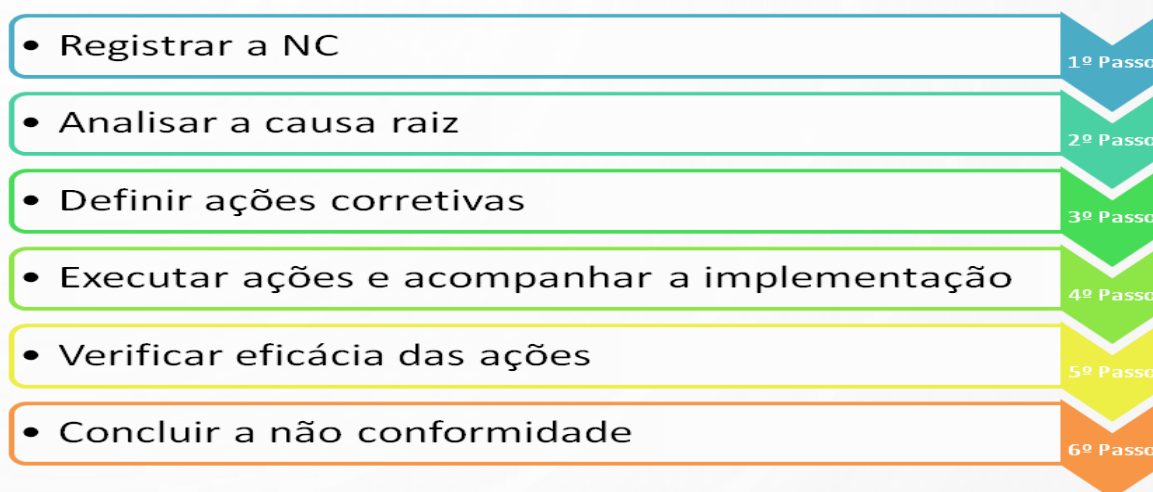 • Registrar a NC
1º Passo
• Analisar a causa raiz
2º Passo
• Definir ações corretivas
3º Passo
• Executar ações e acompanhar a implementação
4º Passo
• Verificar eficácia das ações
5º Passo
• Concluir a não conformidade
6º Passo